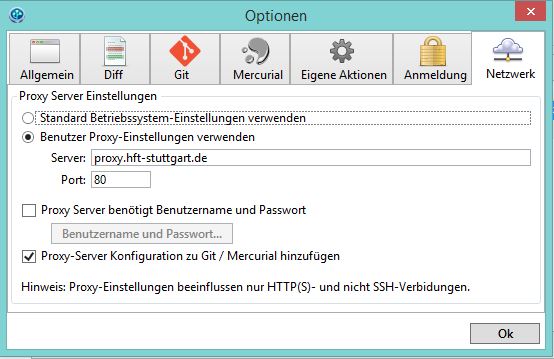 Optionen
Allgemein
Diff
Git
Mercurial
Eigene Aktionen
Anmeldung
Netzwerk
Proxy Server Einstellungen
Standard Betriebssystem-Einstellungen verwenden
Benutzer Proxy-Einstellungen verwenden
Server: proxy.hft-stuttgart.de
Port: 80
Proxy Server benötigt Benutzername und Passwort
Benutzername und Passwort...
Proxy-Server Konfiguration zu Git / Mercurial hinzufügen
Hinweis: Proxy-Einstellungen beeinflussen nur HTTP(S)- und nicht SSH-Verbidungen.
Ok